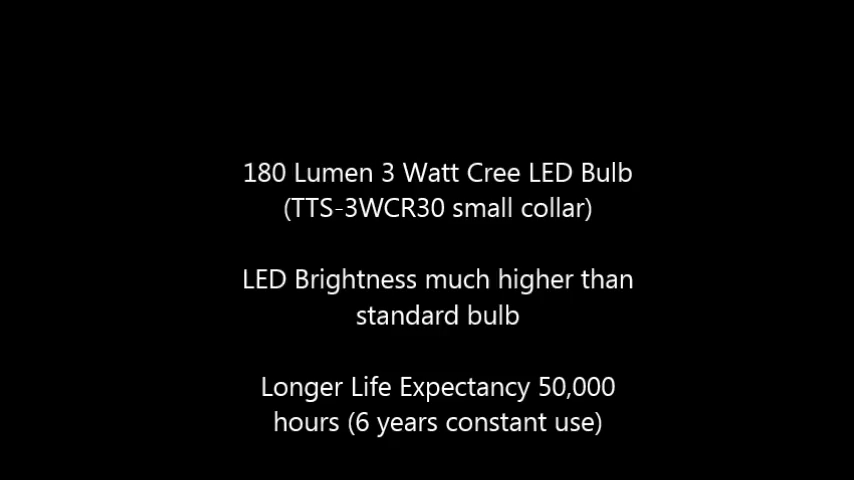 180 Lumen 3 Watt Cree LED Bulb
(TTS-3WCR30 small collar)
LED Brightness much higher than
standard bulb
Longer Life Expectancy 50,000
hours (6 years constant use)